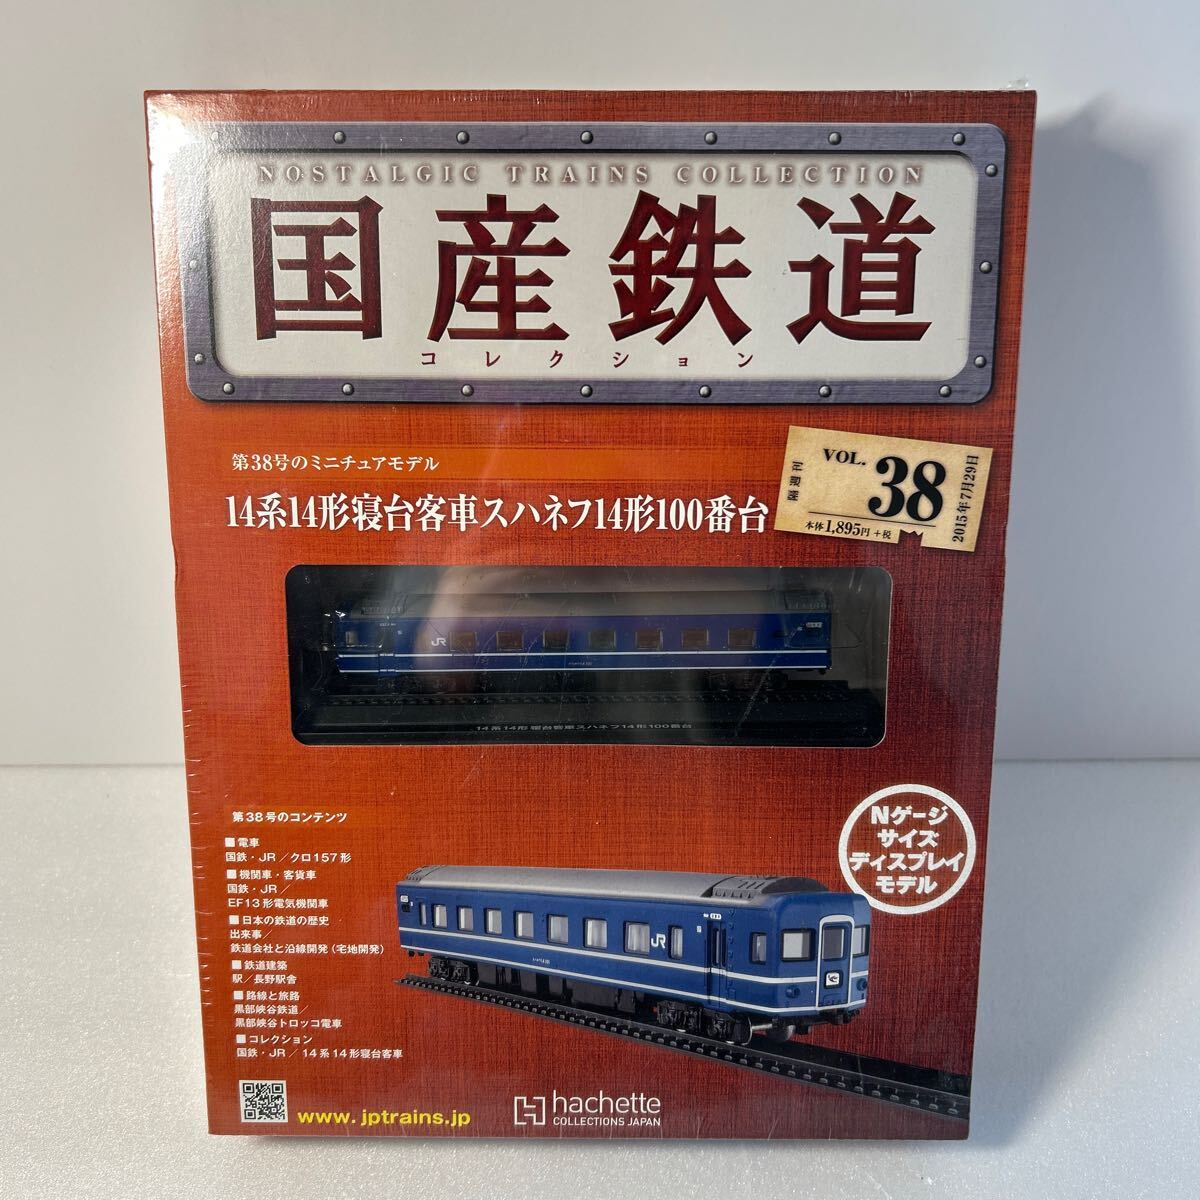 NOSTALGIC TRAINS COLLECTION
国産鉄道
コレクション
第38号のミニチュアモデル
14系14形寝台客車スハネフ14形100番台
隔週刊
VOL. 38
本体1,895円+税
2015年7月29日
JR
14系14形寝台客車スハネフ14形100番台
第38号のコンテンツ
■電車
国鉄・JR/クロ157形
■機関車・客貨車
国鉄・JR/
EF13形電気機関車
■日本の鉄道の歴史
出来事/
鉄道会社と沿線開発(宅地開発)
■鉄道建築
駅/長野駅舎
■路線と旅路
黒部峡谷鉄道/
黒部峡谷トロッコ電車
■コレクション
国鉄・JR/14系14形寝台客車
Nゲージ
サイズ
ディスプレイ
モデル
JR
www.jptrains.jp
hachette
COLLECTIONS JAPAN